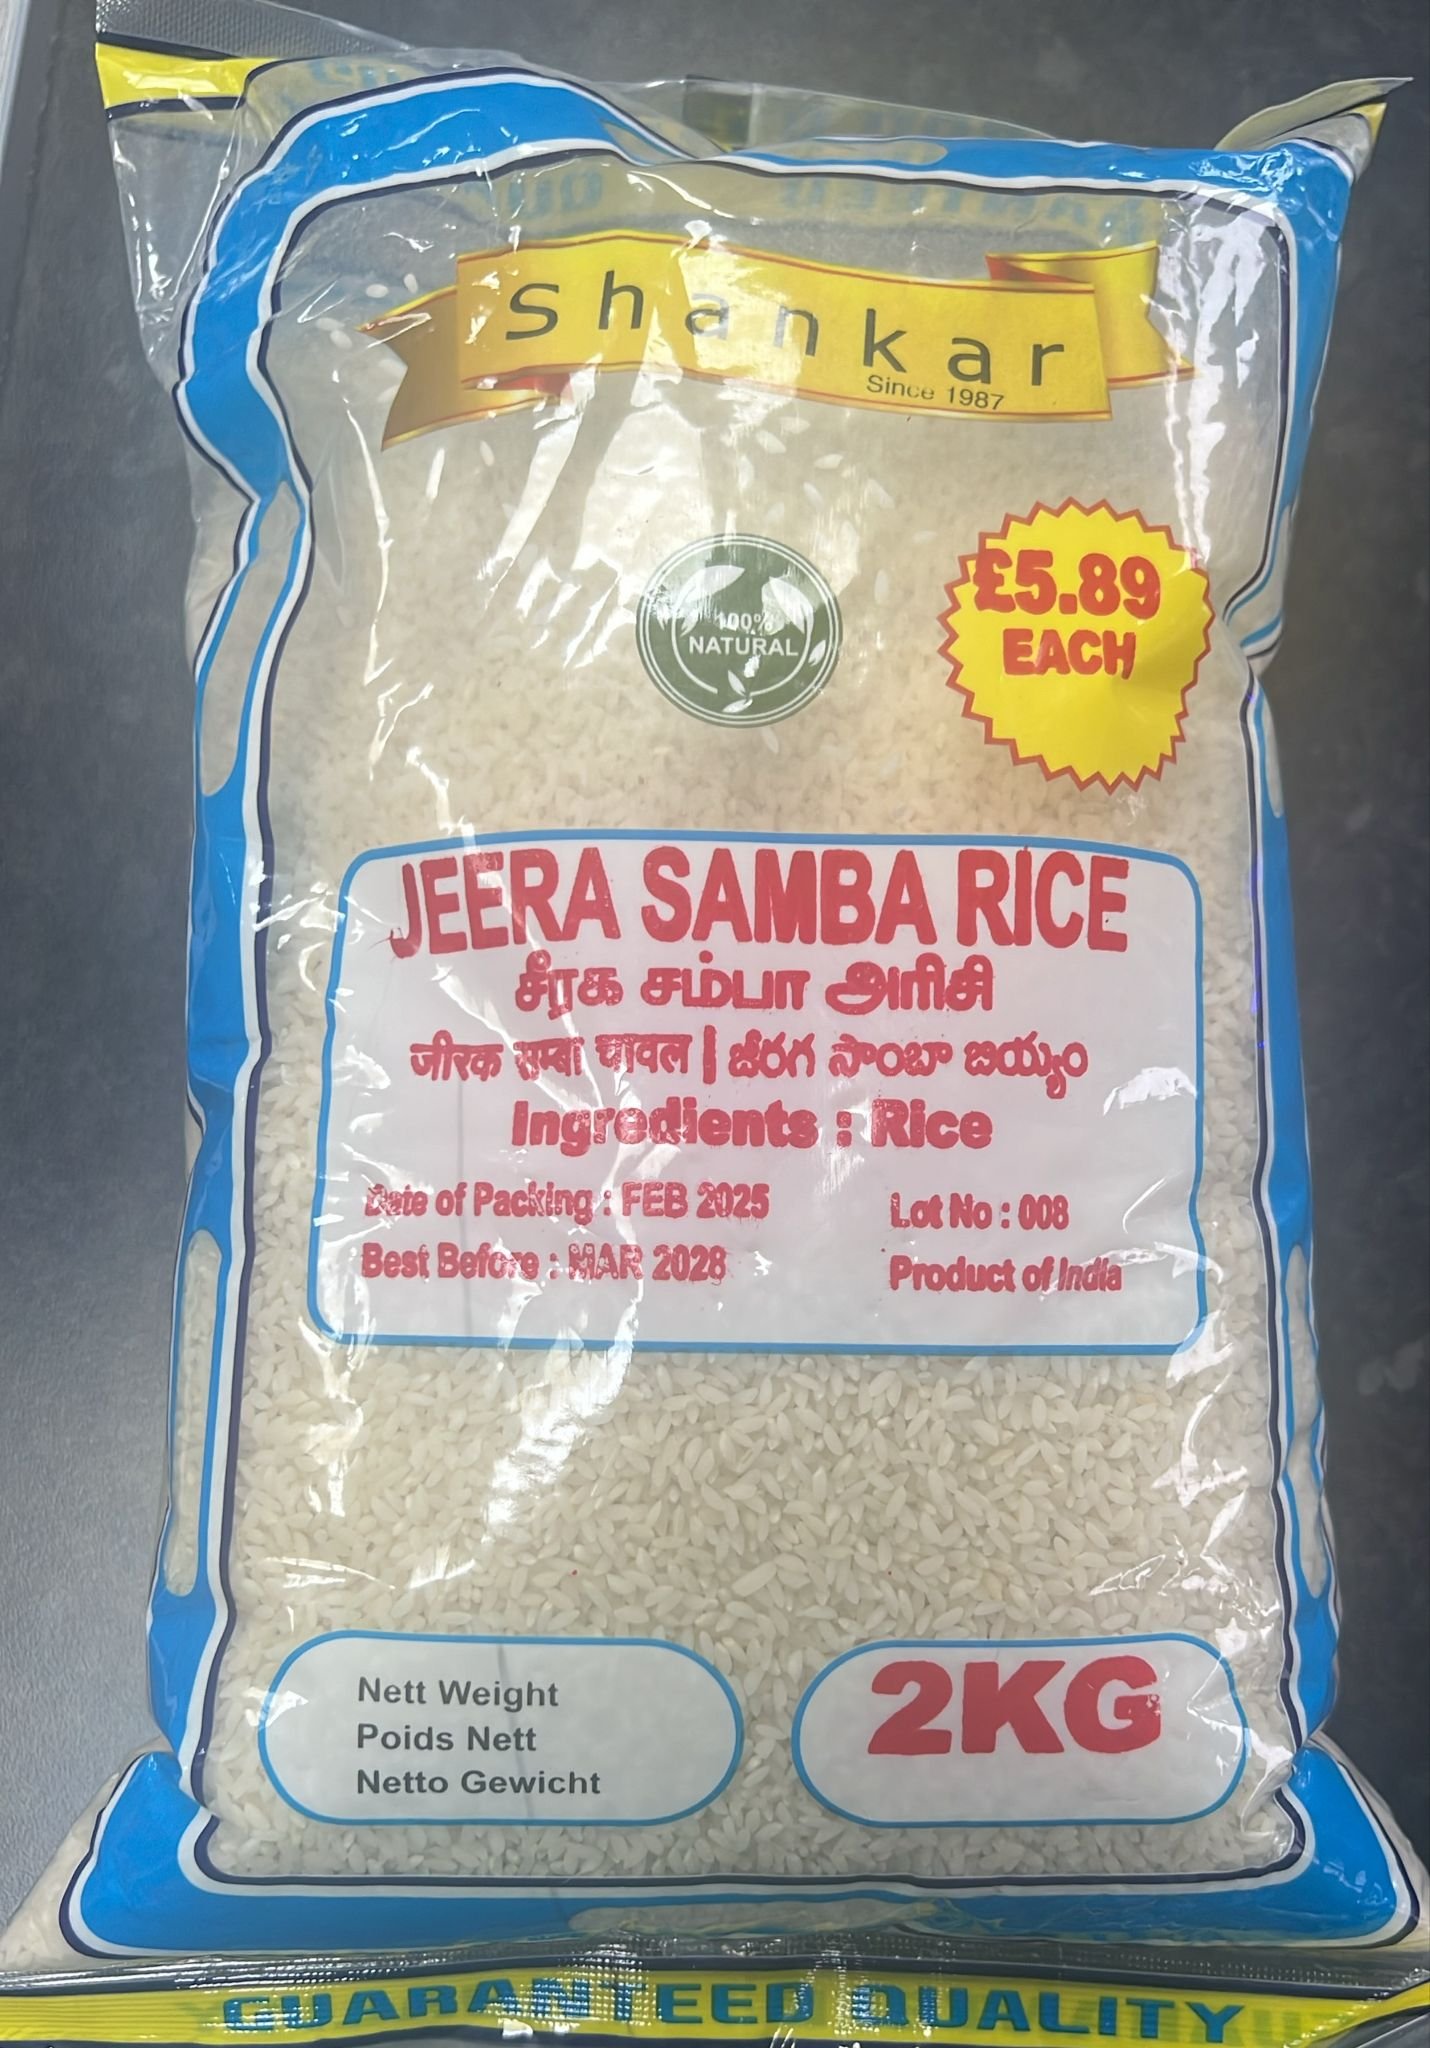 Shankar
Since 1987
100%
NATURAL
£5.89
EACH
JEERA SAMBA RICE
சீரக சம்பா அரிசி
जीरक सम्बा चावल | జీరగ సాంబా బియ్యం
Ingredients : Rice
Date of Packing : FEB 2025
Lot No : 008
Best Before : MAR 2028
Product of India
Nett Weight
Poids Nett
Netto Gewicht
2KG
GUARANTEED QUALITY